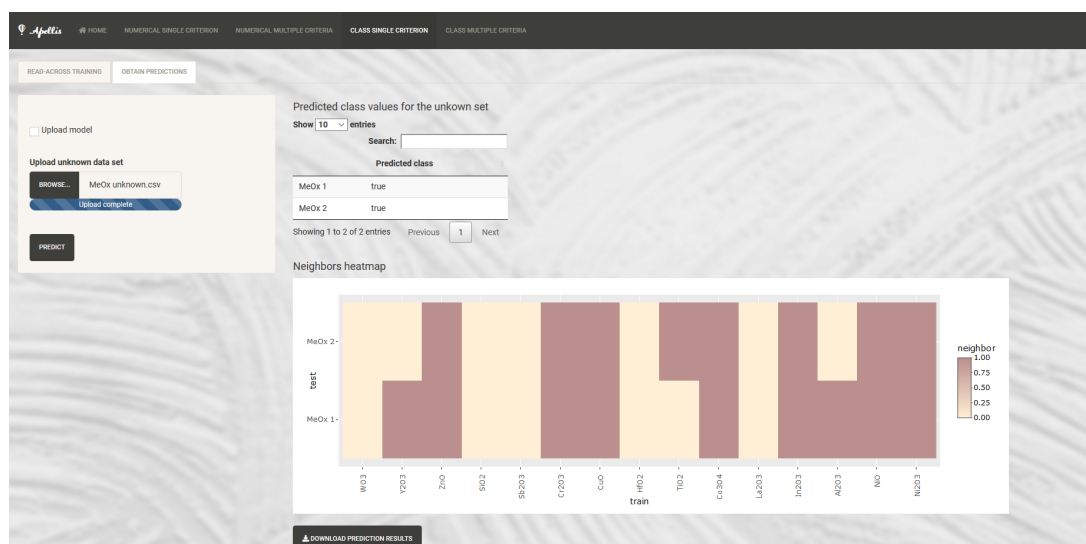 Apellis HOME NUMERICAL SINGLE CRITERION NUMERICAL MULTIPLE CRITERIA CLASS SINGLE CRITERION CLASS MULTIPLE CRITERIA
READ-ACROSS TRAINING OBTAIN PREDICTIONS
Upload model
Upload unknown data set
BROWSE... MeOx unknown.csv
Upload complete
PREDICT
Predicted class values for the unkown set
Show 10 entries
Search:
Predicted class
MeOx 1 true
MeOx 2 true
Showing 1 to 2 of 2 entries Previous 1 Next
Neighbors heatmap
MeOx 2
MeOx 1
test
WO3 Y2O3 ZnO SiO2 Sb2O3 Cr2O3 CuO HfO2 TiO2 Co3O4 La2O3 In2O3 Al2O3 NiO Ni2O3
train
neighbor
1.00
0.75
0.50
0.25
0.00
DOWNLOAD PREDICTION RESULTS